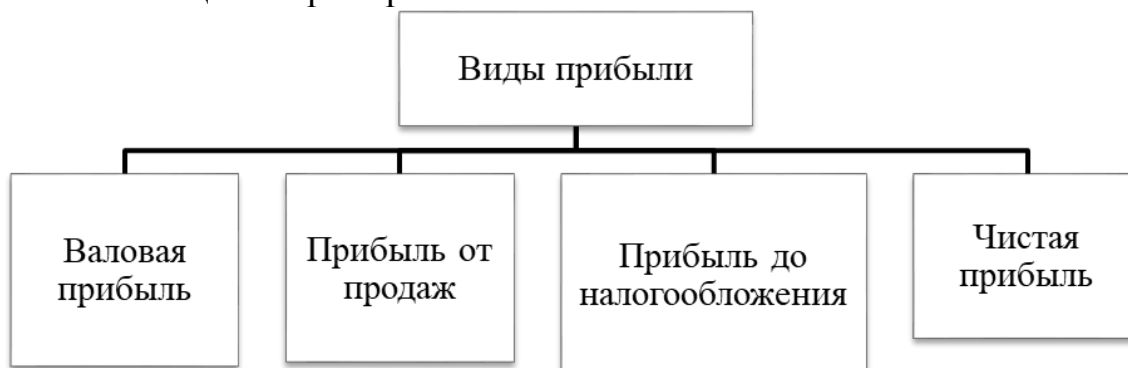 Виды прибыли
Валовая
прибыль
Прибыль от
продаж
Прибыль до
налогообложения
Чистая
прибыль